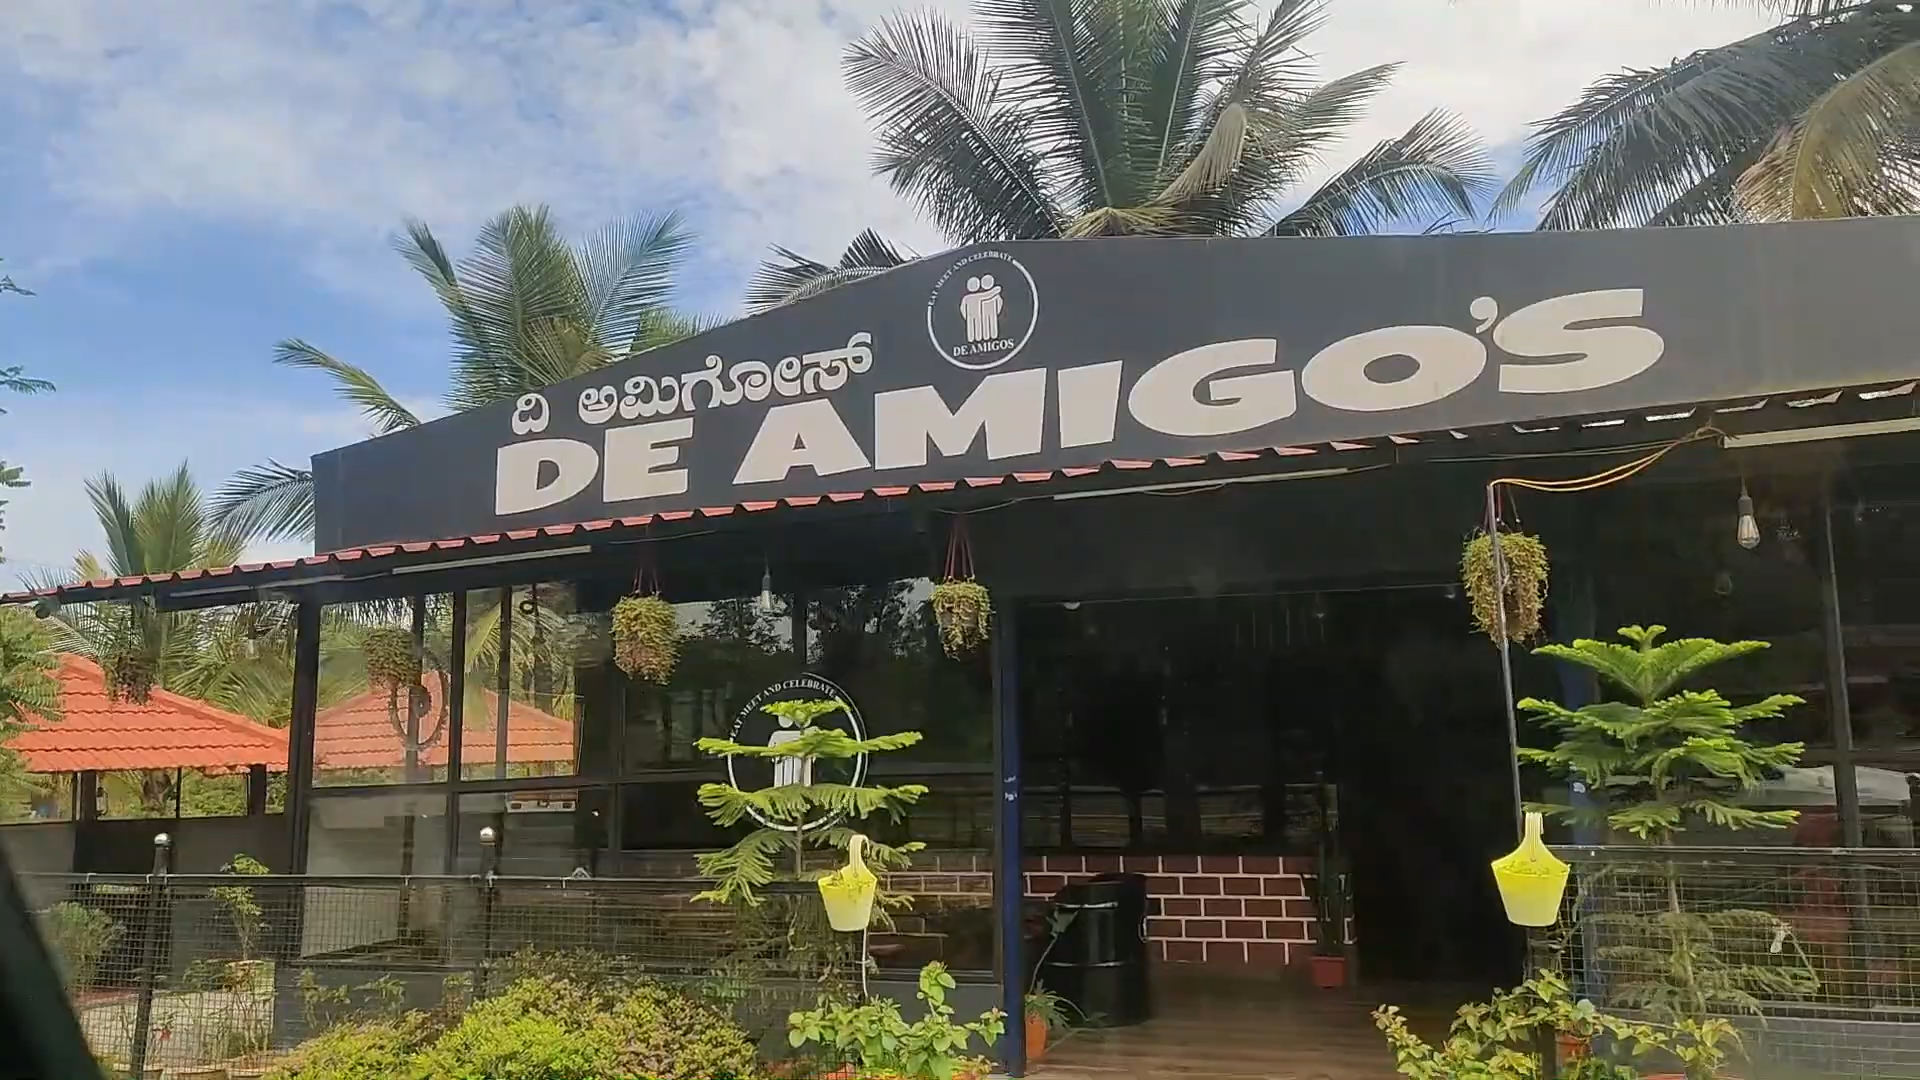 EAT MEET AND CELEBRATE
DE AMIGOS
ದಿ ಅಮಿಗೋಸ್
DE AMIGO'S
EAT MEET AND CELEBRATE